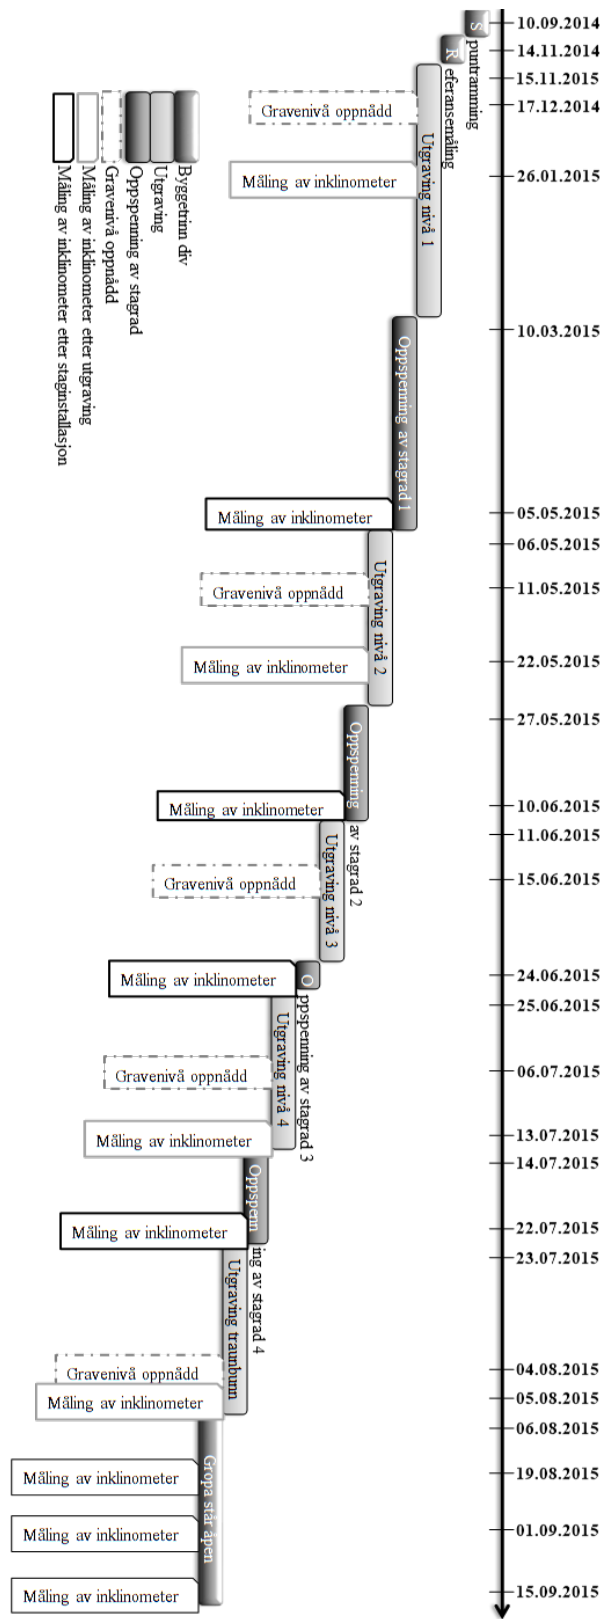 10.09.2014
Spuntramming
14.11.2014
Referansemåling
15.11.2015
Utgraving nivå 1
17.12.2014
Gravenivå oppnådd
26.01.2015
Måling av inklinometer
10.03.2015
Oppspenning av stagrad 1
05.05.2015
Måling av inklinometer
06.05.2015
Utgraving nivå 2
11.05.2015
Gravenivå oppnådd
22.05.2015
Måling av inklinometer
27.05.2015
Oppspenning av stagrad 2
10.06.2015
Måling av inklinometer
11.06.2015
Utgraving nivå 3
15.06.2015
Gravenivå oppnådd
24.06.2015
Oppspenning av stagrad 3
Måling av inklinometer
25.06.2015
Utgraving nivå 4
06.07.2015
Gravenivå oppnådd
13.07.2015
Måling av inklinometer
14.07.2015
Oppspenning av stagrad 4
22.07.2015
Måling av inklinometer
23.07.2015
Utgraving traunbunn
04.08.2015
Gravenivå oppnådd
05.08.2015
Måling av inklinometer
06.08.2015
Gropa står åpen
19.08.2015
Måling av inklinometer
01.09.2015
Måling av inklinometer
15.09.2015
Måling av inklinometer
Byggetrinn div
Utgraving
Oppspenning av stagrad
Gravenivå oppnådd
Måling av inklinometer etter utgraving
Måling av inklinometer etter staginstallasjon